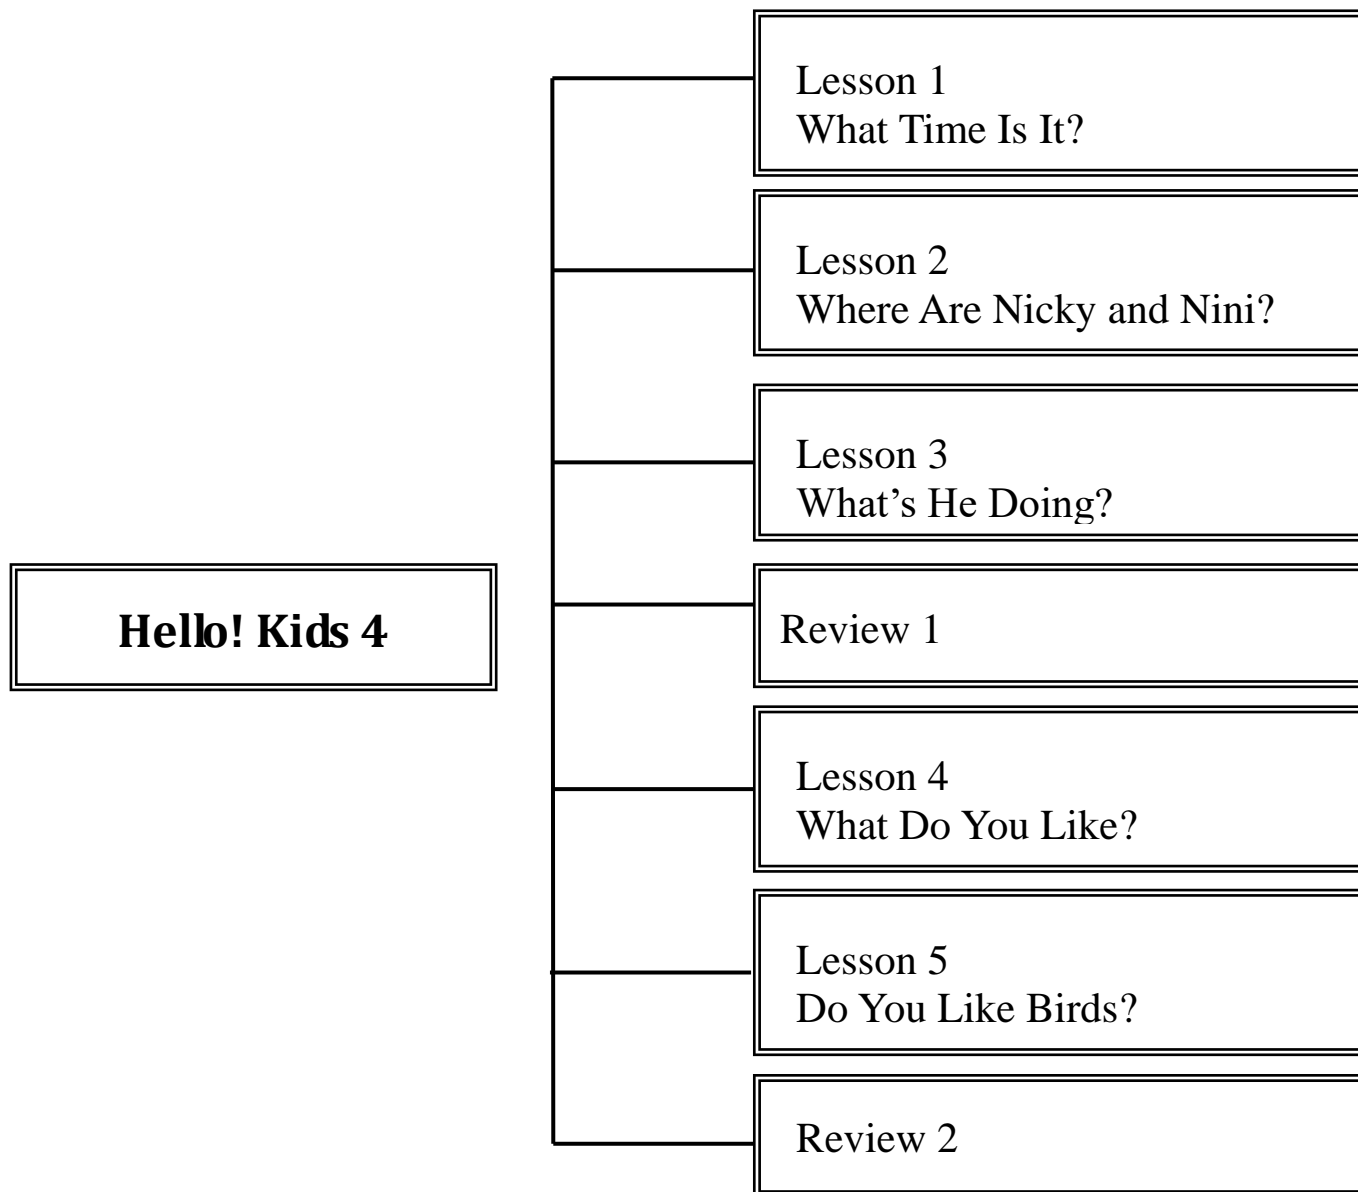 Lesson 1
What Time Is It?
Lesson 2
Where Are Nicky and Nini?
Lesson 3
What’s He Doing?
Hello! Kids 4
Review 1
Lesson 4
What Do You Like?
Lesson 5
Do You Like Birds?
Review 2